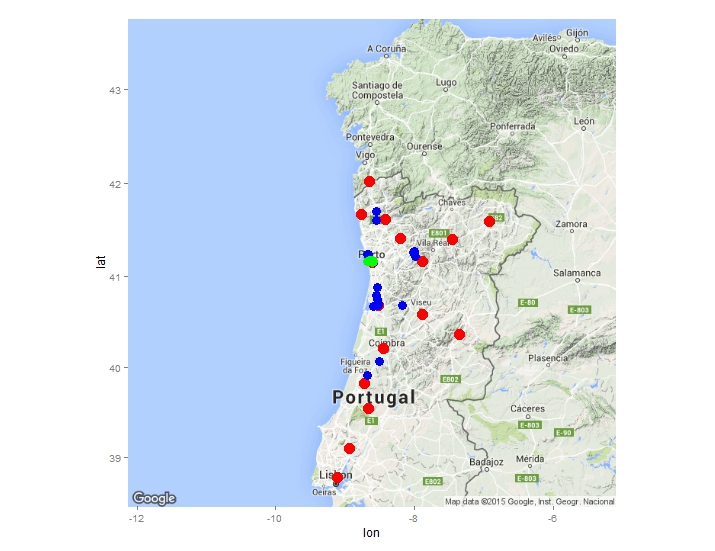 Gijón
Avilés
A Coruña
Oviedo
43
Lugo
Santiago de
Compostela
León
Ponferrada
Pontevedra
Ourense
Vigo
42
Chaves
E82
Zamora
E801
Vila Real
Porto
lat
41
Salamanca
E-80
E-803
Viseu
E1
Coimbra
Plasencia
Figueira
da Foz
40
E802
Portugal
Cáceres
E1
E-803
E-90
39
Badajoz
Mérida
Lisbon
E802
E-803
Oeiras
Google
Map data ©2015 Google, Inst. Geogr. Nacional
-12
-10
-8
-6
lon